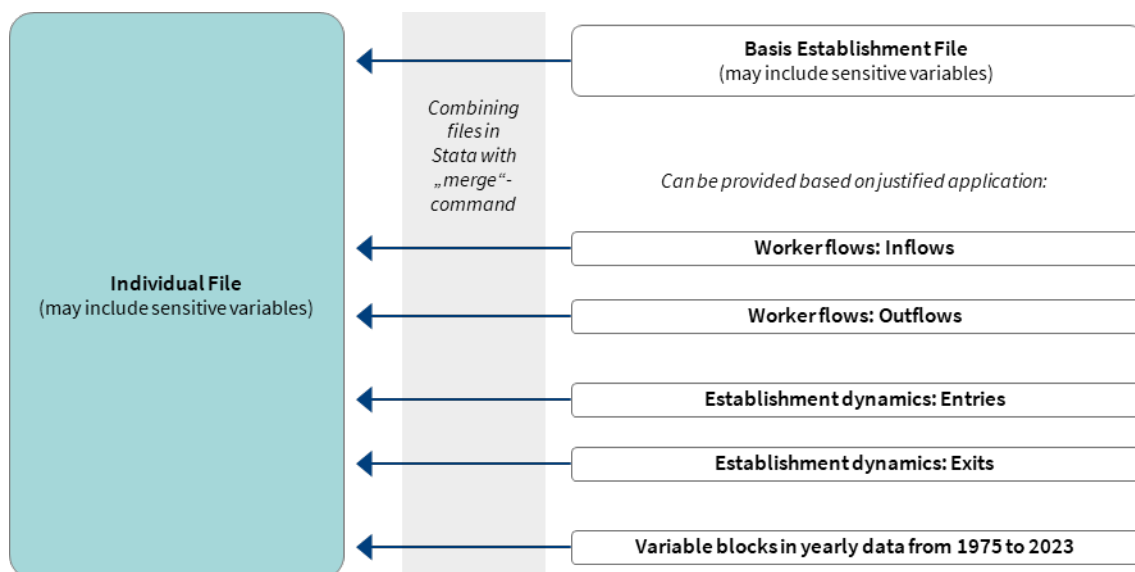 Basis Establishment File
(may include sensitive variables)
Combining
files in
Stata with
„merge“-
command
Can be provided based on justified application:
Worker flows: Inflows
Individual File
(may include sensitive variables)
Worker flows: Outflows
Establishment dynamics: Entries
Establishment dynamics: Exits
Variable blocks in yearly data from 1975 to 2023